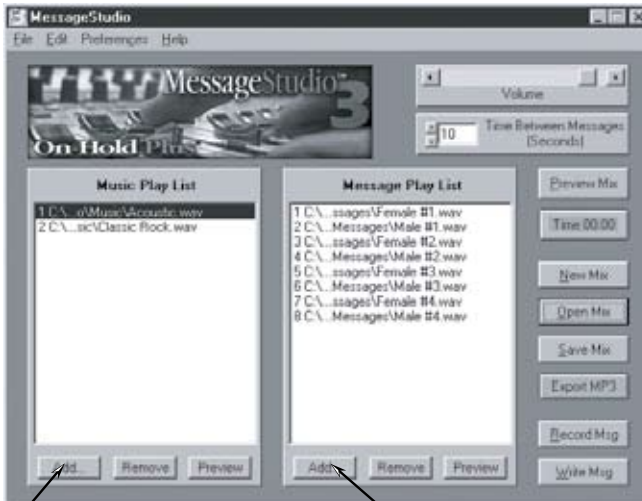 MessageStudio
File Edit Preferences Help
MessageStudio™ 3
On-Hold Plus
Volume
10 Time Between Messages
(Seconds)
Music Play List
1 C:\...o\Music\Acoustic.wav
2 C:\...sic\Classic Rock.wav
Add... Remove Preview
Message Play List
1 C:\...ssages\Female #1.wav
2 C:\...Messages\Male #1.wav
3 C:\...ssages\Female #2.wav
4 C:\...Messages\Male #2.wav
5 C:\...ssages\Female #3.wav
6 C:\...Messages\Male #3.wav
7 C:\...ssages\Female #4.wav
8 C:\...Messages\Male #4.wav
Add... Remove Preview
Preview Mix
Time 00:00
New Mix
Open Mix
Save Mix
Export MP3
Record Msg
Write Msg